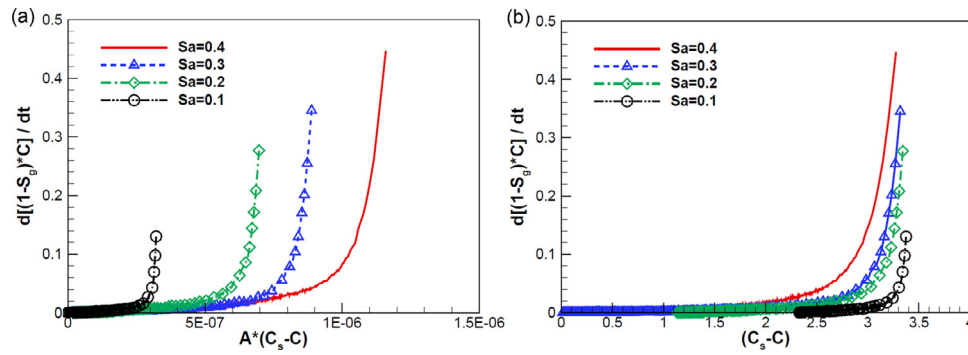 (a)
0.5
0.4
0.3
0.2
0.1
0
d[(1-S_g)*C] / dt
Sa=0.4
Sa=0.3
Sa=0.2
Sa=0.1
0
5E-07
1E-06
1.5E-06
A*(C_s-C)
(b)
0.5
0.4
0.3
0.2
0.1
0
d[(1-S_g)*C] / dt
Sa=0.4
Sa=0.3
Sa=0.2
Sa=0.1
0
0.5
1
1.5
2
2.5
3
3.5
4
(C_s-C)